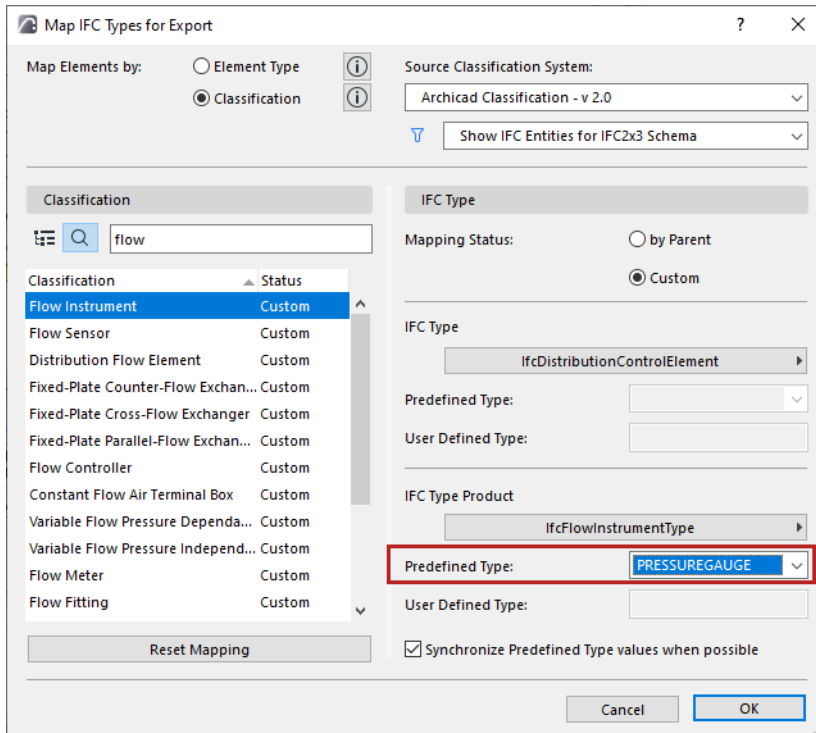 Map IFC Types for Export
? ×
Map Elements by:
Element Type
Classification
Source Classification System:
Archicad Classification - v 2.0
Show IFC Entities for IFC2x3 Schema
Classification
flow
Classification Status
Flow Instrument Custom
Flow Sensor Custom
Distribution Flow Element Custom
Fixed-Plate Counter-Flow Exchan... Custom
Fixed-Plate Cross-Flow Exchanger Custom
Fixed-Plate Parallel-Flow Exchan... Custom
Flow Controller Custom
Constant Flow Air Terminal Box Custom
Variable Flow Pressure Dependa... Custom
Variable Flow Pressure Independ... Custom
Flow Meter Custom
Flow Fitting Custom
Reset Mapping
IFC Type
Mapping Status:
by Parent
Custom
IFC Type
IfcDistributionControlElement
Predefined Type:
User Defined Type:
IFC Type Product
IfcFlowInstrumentType
Predefined Type: PRESSUREGAUGE
User Defined Type:
Synchronize Predefined Type values when possible
Cancel OK